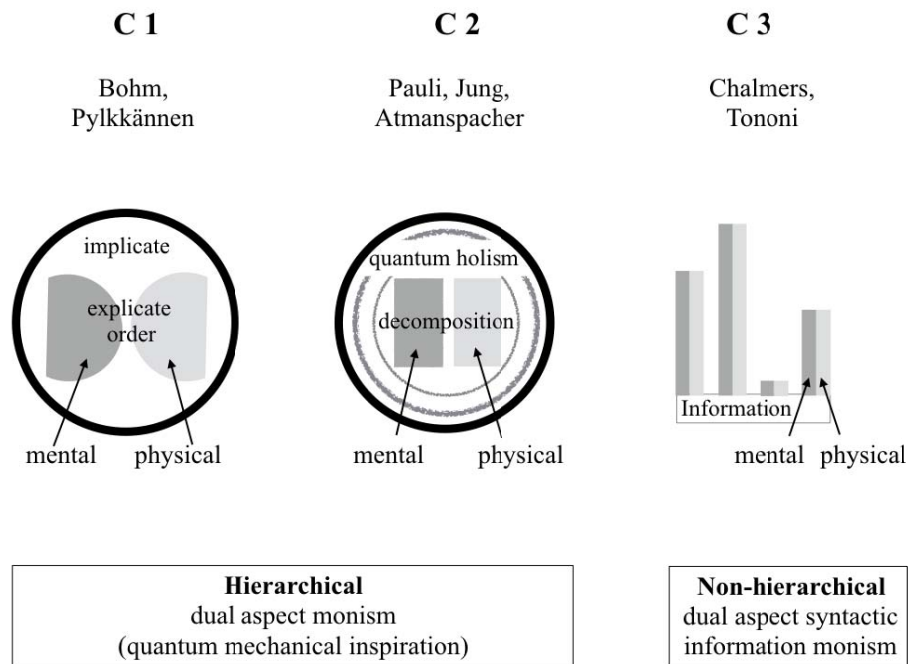 C 1
Bohm,
Pylkkännen
implicate
explicate
order
mental
physical
C 2
Pauli, Jung,
Atmanspacher
quantum holism
decomposition
mental
physical
C 3
Chalmers,
Tononi
Information
mental
physical
Hierarchical
dual aspect monism
(quantum mechanical inspiration)
Non-hierarchical
dual aspect syntactic
information monism